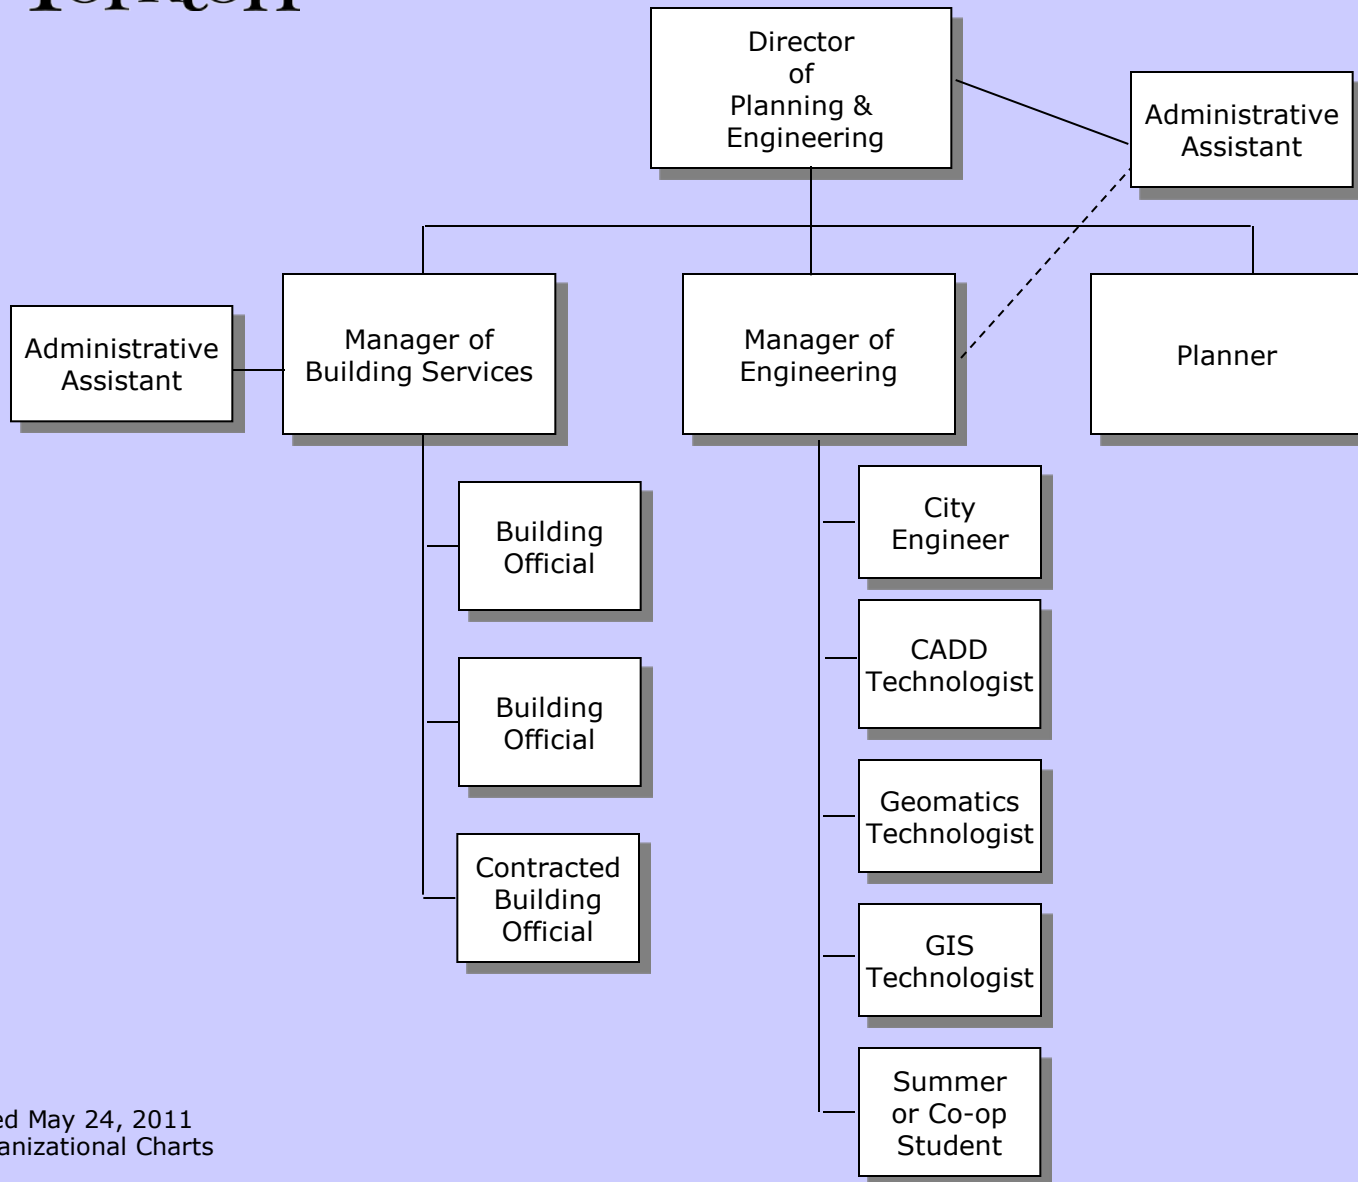 Director
of
Planning &
Engineering
Administrative
Assistant
Administrative
Assistant
Manager of
Building Services
Manager of
Engineering
Planner
Building
Official
Building
Official
Contracted
Building
Official
City
Engineer
CADD
Technologist
Geomatics
Technologist
GIS
Technologist
Summer
or Co-op
Student
May 24, 2011
Charts